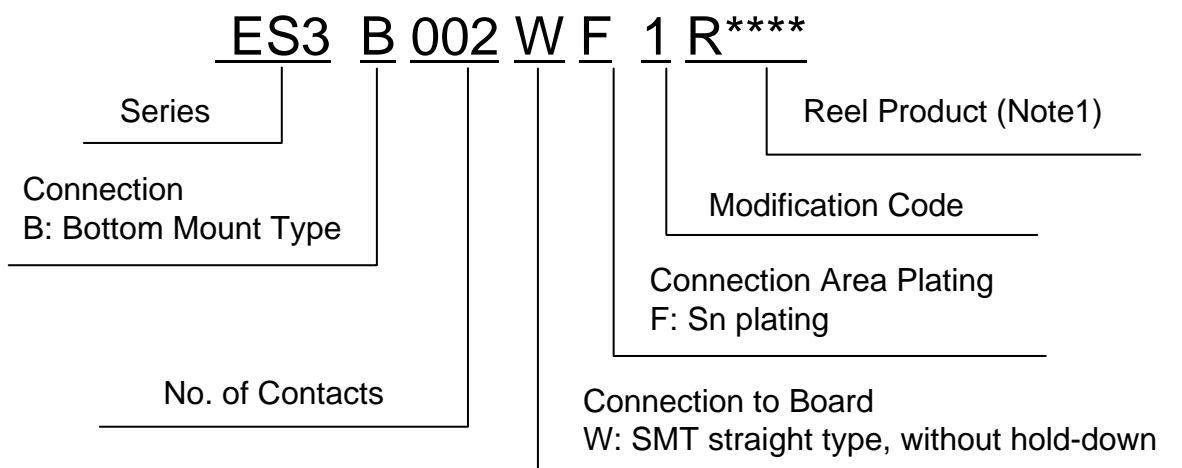 ES3 B 002 W F 1 R****
Series
Reel Product (Note1)
Connection
B: Bottom Mount Type
Modification Code
Connection Area Plating
F: Sn plating
No. of Contacts
Connection to Board
W: SMT straight type, without hold-down